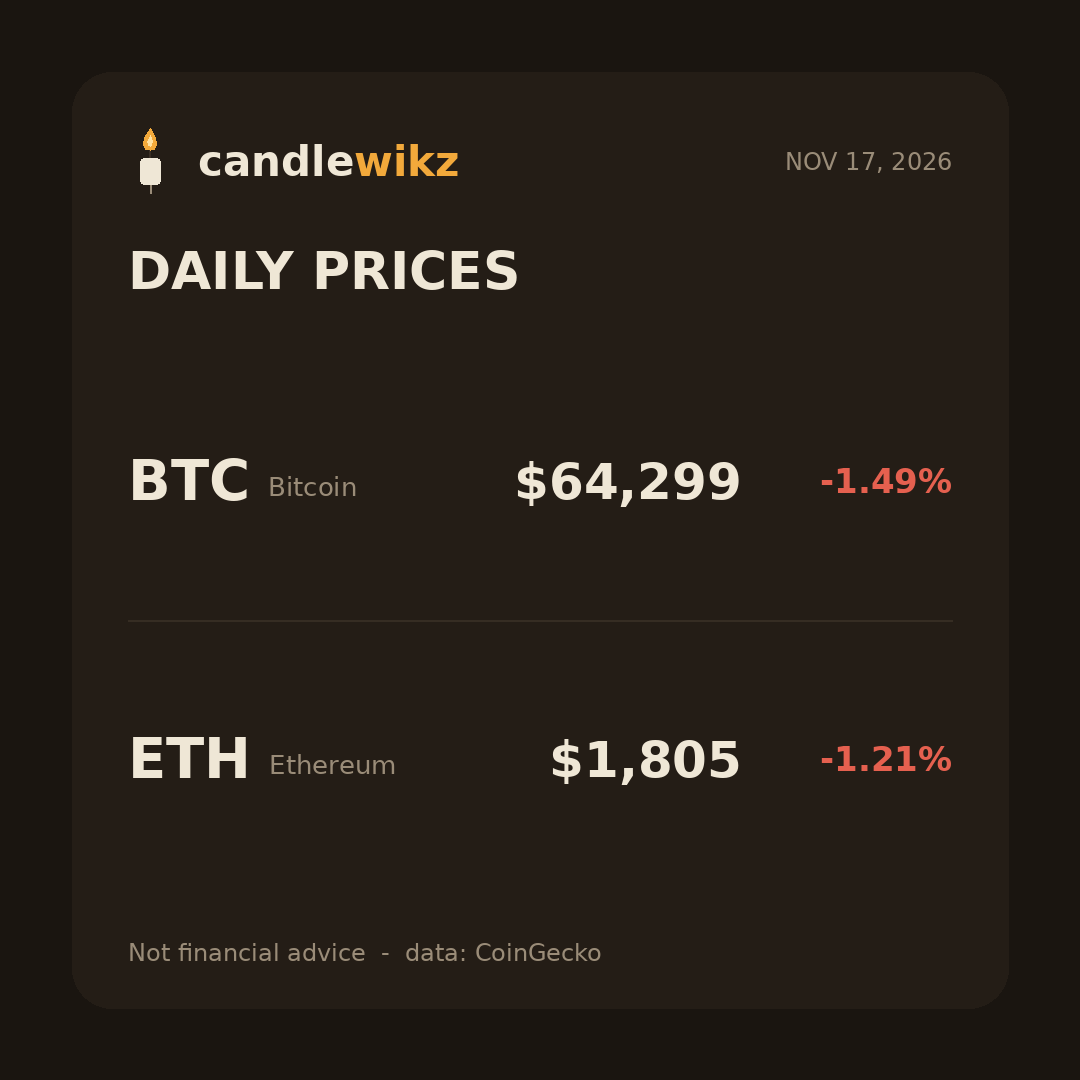 candlewikz NOV 17, 2026
DAILY PRICES
BTC Bitcoin $64,299 -1.49%
ETH Ethereum $1,805 -1.21%
Not financial advice - data: CoinGecko